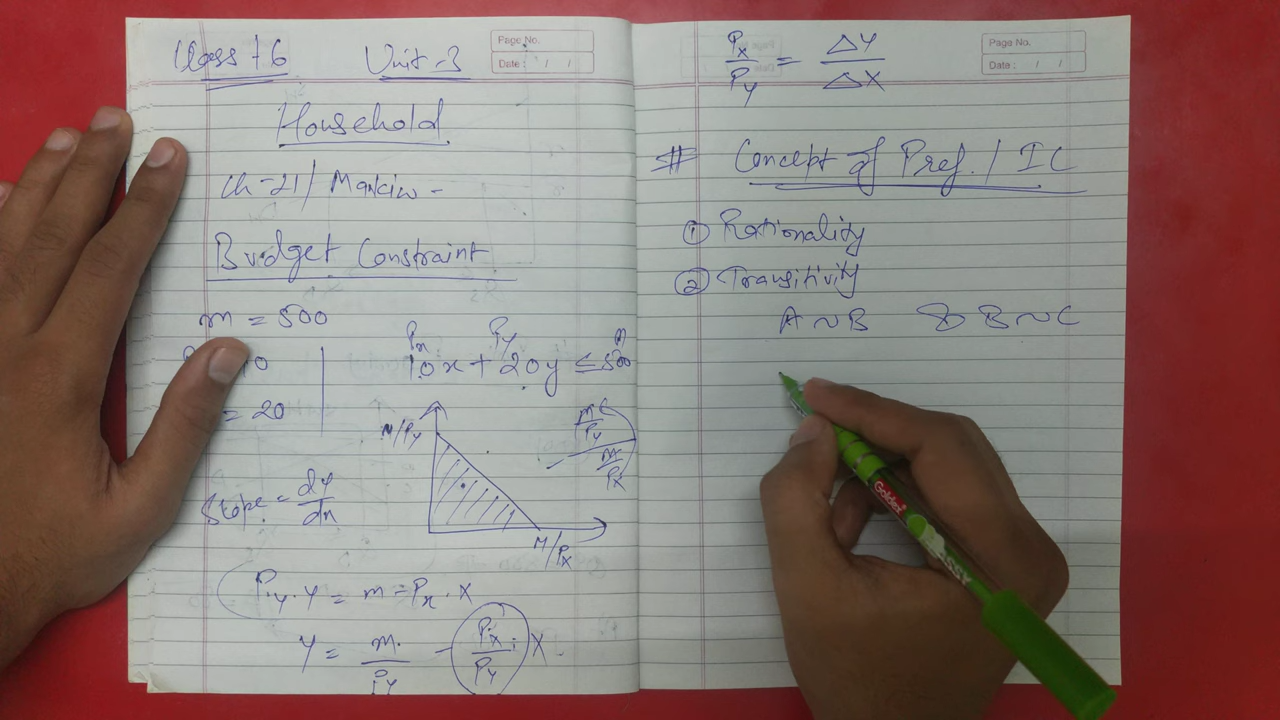 Class 16 Unit-3
Page No.
Date : / /
Household
Ch-21 / Mankiw -
Budget Constraint
m = 500
10
= 20
Px Py M
10x + 20y ≤ 500
M/Py
M/Px
M/Py
M/Px
Slope = dy/dx
Py.Y = m = Px.X
Y = m/Py - Px/Py . X
Px/Py = ΔY/ΔX
Page No.
Date : / /
# Concept of Pref. / IC
① Rationality
② Transitivity
A ~ B & B ~ C
Goldex